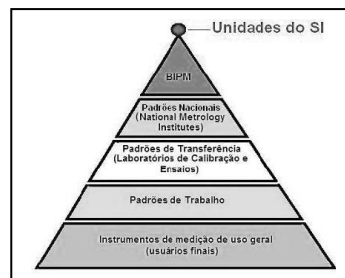 Unidades do SI
BIPM
Padrões Nacionais
(National Metrology
Institutes)
Padrões de Transferência
(Laboratórios de Calibração e
Ensaios)
Padrões de Trabalho
Instrumentos de medição de uso geral
(usuários finais)